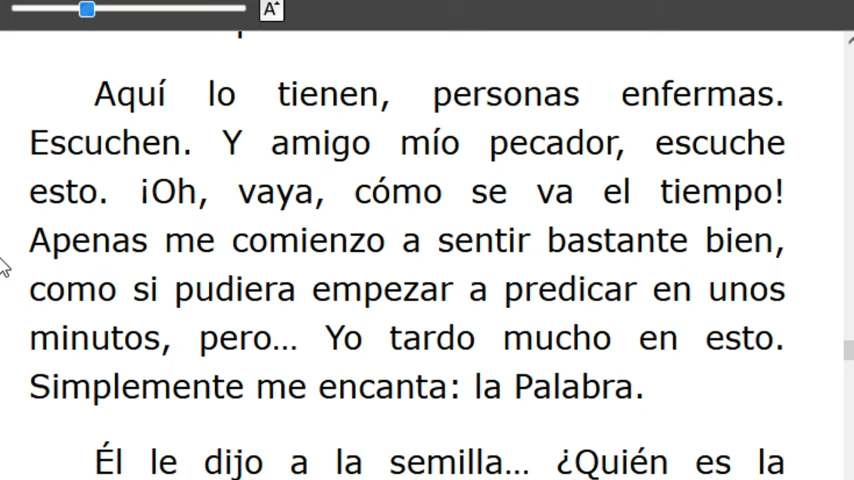 A
Aquí lo tienen, personas enfermas.
Escuchen. Y amigo mío pecador, escuche
esto. ¡Oh, vaya, cómo se va el tiempo!
Apenas me comienzo a sentir bastante bien,
como si pudiera empezar a predicar en unos
minutos, pero... Yo tardo mucho en esto.
Simplemente me encanta: la Palabra.
Él le dijo a la semilla... ¿Quién es la